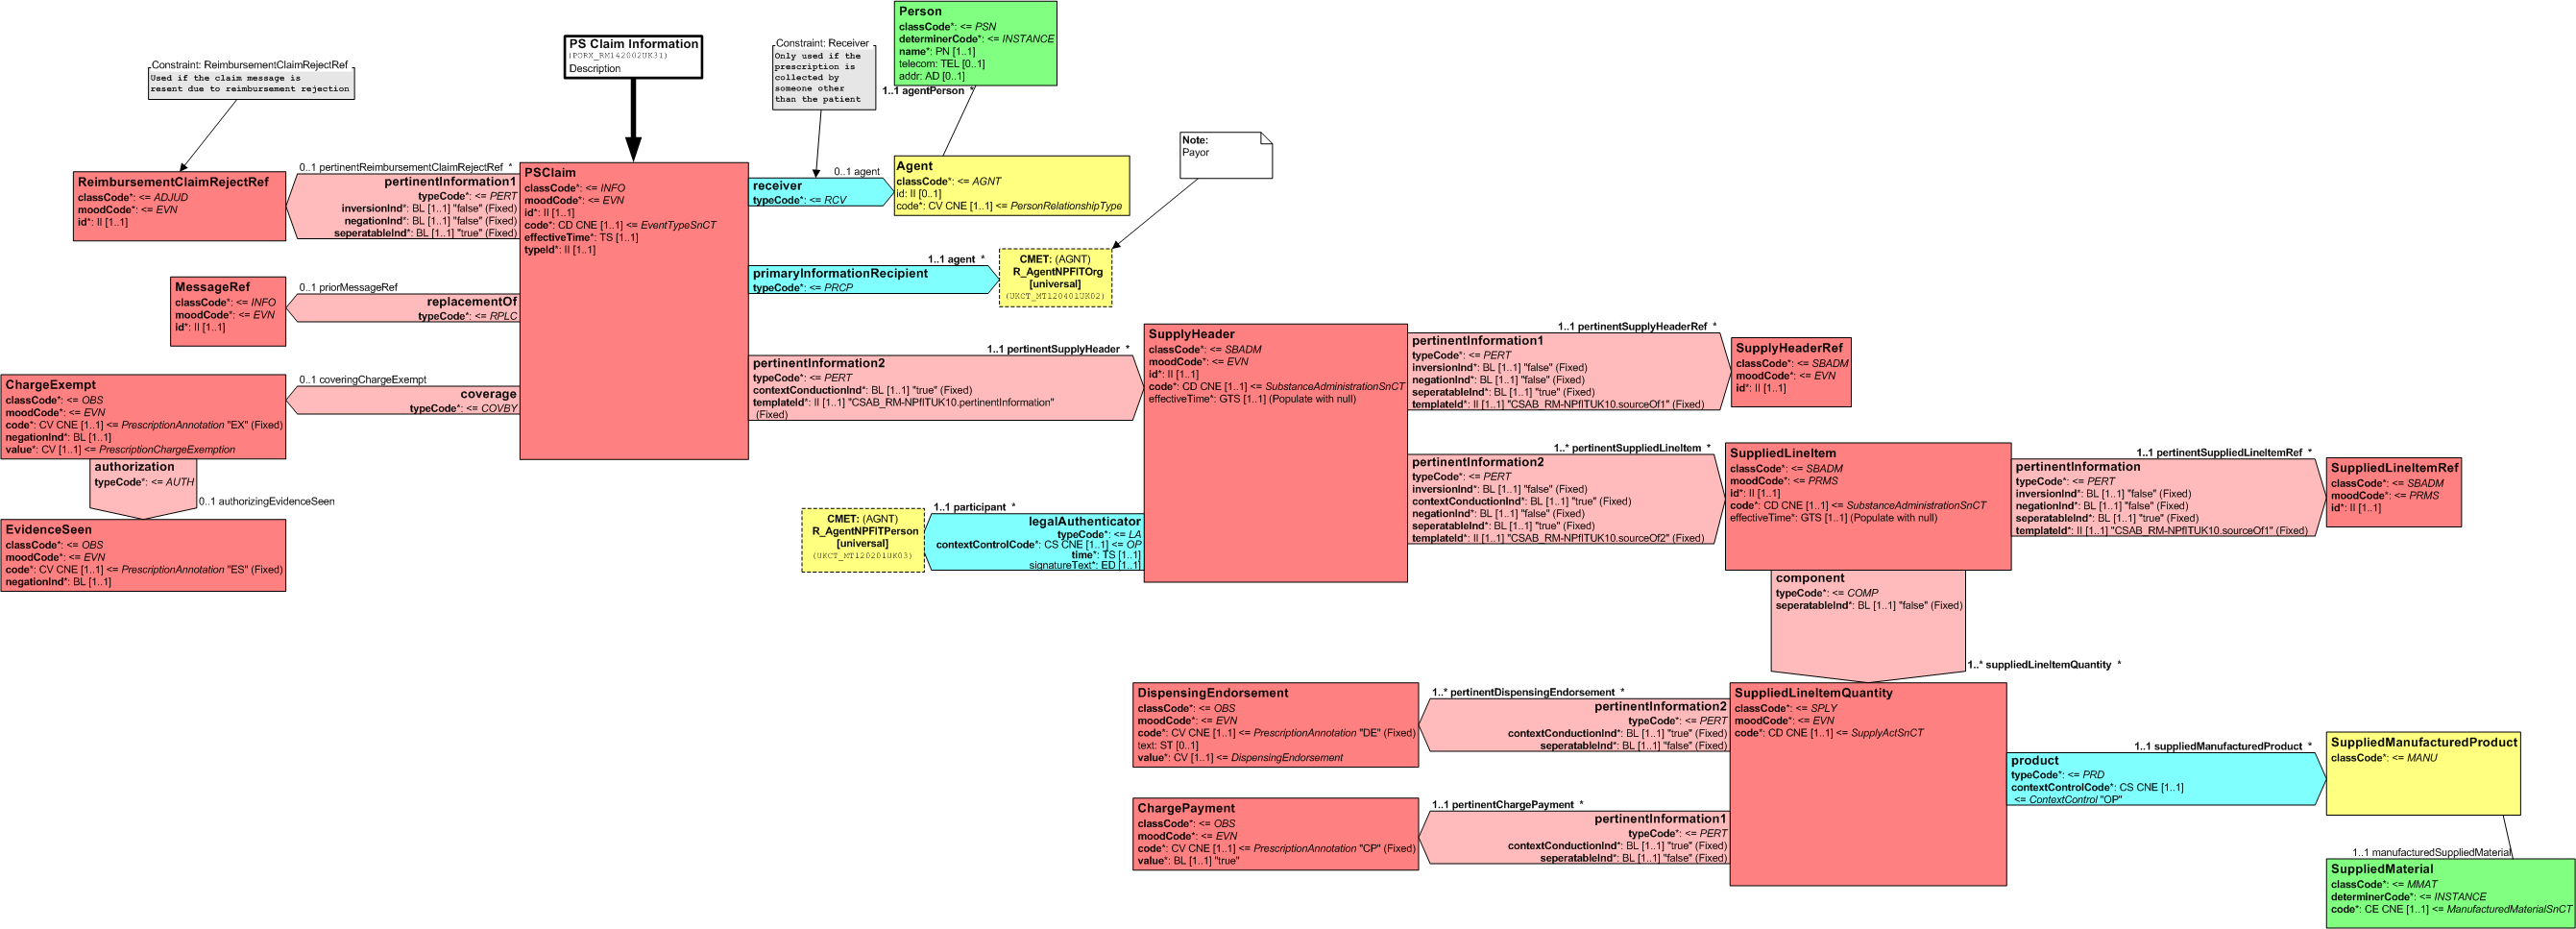 Person
classCode*: <= PSN
determinerCode*: <= INSTANCE
name*: PN [1..1]
telecom: TEL [0..1]
addr: AD [0..1]
1..1 agentPerson *
PS Claim Information
(PORX_RM142002UK31)
Description
Constraint: Receiver
Only used if the
prescription is
collected by
someone other
than the patient
Constraint: ReimbursementClaimRejectRef
Used if the claim message is
resent due to reimbursement rejection
Note:
Payor
ReimbursementClaimRejectRef
classCode*: <= ADJUD
moodCode*: <= EVN
id*: II [1..1]
0..1 pertinentReimbursementClaimRejectRef *
pertinentInformation1
typeCode*: <= PERT
inversionInd*: BL [1..1] "false" (Fixed)
negationInd*: BL [1..1] "false" (Fixed)
seperatableInd*: BL [1..1] "true" (Fixed)
PSClaim
classCode*: <= INFO
moodCode*: <= EVN
id*: II [1..1]
code*: CD CNE [1..1] <= EventTypeSnCT
effectiveTime*: TS [1..1]
typeId*: II [1..1]
0..1 agent
receiver
typeCode*: <= RCV
Agent
classCode*: <= AGNT
id: II [0..1]
code*: CV CNE [1..1] <= PersonRelationshipType
1..1 agent *
primaryInformationRecipient
typeCode*: <= PRCP
CMET: (AGNT)
R_AgentNPFITOrg
[universal]
(UKCT_MT120401UK02)
MessageRef
classCode*: <= INFO
moodCode*: <= EVN
id*: II [1..1]
0..1 priorMessageRef
replacementOf
typeCode*: <= RPLC
1..1 pertinentSupplyHeader *
pertinentInformation2
typeCode*: <= PERT
contextConductionInd*: BL [1..1] "true" (Fixed)
templateId*: II [1..1] "CSAB_RM-NPfITUK10.pertinentInformation"
(Fixed)
SupplyHeader
classCode*: <= SBADM
moodCode*: <= EVN
id*: II [1..1]
code*: CD CNE [1..1] <= SubstanceAdministrationSnCT
effectiveTime*: GTS [1..1] (Populate with null)
1..1 pertinentSupplyHeaderRef *
pertinentInformation1
typeCode*: <= PERT
inversionInd*: BL [1..1] "false" (Fixed)
negationInd*: BL [1..1] "false" (Fixed)
seperatableInd*: BL [1..1] "true" (Fixed)
templateId*: II [1..1] "CSAB_RM-NPfITUK10.sourceOf1" (Fixed)
SupplyHeaderRef
classCode*: <= SBADM
moodCode*: <= EVN
id*: II [1..1]
ChargeExempt
classCode*: <= OBS
moodCode*: <= EVN
code*: CV CNE [1..1] <= PrescriptionAnnotation "EX" (Fixed)
negationInd*: BL [1..1]
value*: CV [1..1] <= PrescriptionChargeExemption
0..1 coveringChargeExempt
coverage
typeCode*: <= COVBY
authorization
typeCode*: <= AUTH
0..1 authorizingEvidenceSeen
EvidenceSeen
classCode*: <= OBS
moodCode*: <= EVN
code*: CV CNE [1..1] <= PrescriptionAnnotation "ES" (Fixed)
negationInd*: BL [1..1]
CMET: (AGNT)
R_AgentNPFITPerson
[universal]
(UKCT_MT120201UK03)
1..1 participant *
legalAuthenticator
typeCode*: <= LA
contextControlCode*: CS CNE [1..1] <= OP
time*: TS [1..1]
signatureText*: ED [1..1]
1..* pertinentSuppliedLineItem *
pertinentInformation2
typeCode*: <= PERT
inversionInd*: BL [1..1] "false" (Fixed)
contextConductionInd*: BL [1..1] "true" (Fixed)
negationInd*: BL [1..1] "false" (Fixed)
seperatableInd*: BL [1..1] "true" (Fixed)
templateId*: II [1..1] "CSAB_RM-NPfITUK10.sourceOf2" (Fixed)
SuppliedLineItem
classCode*: <= SBADM
moodCode*: <= PRMS
id*: II [1..1]
code*: CD CNE [1..1] <= SubstanceAdministrationSnCT
effectiveTime*: GTS [1..1] (Populate with null)
1..1 pertinentSuppliedLineItemRef *
pertinentInformation
typeCode*: <= PERT
inversionInd*: BL [1..1] "false" (Fixed)
negationInd*: BL [1..1] "false" (Fixed)
seperatableInd*: BL [1..1] "true" (Fixed)
templateId*: II [1..1] "CSAB_RM-NPfITUK10.sourceOf1" (Fixed)
SuppliedLineItemRef
classCode*: <= SBADM
moodCode*: <= PRMS
id*: II [1..1]
component
typeCode*: <= COMP
seperatableInd*: BL [1..1] "false" (Fixed)
1..* suppliedLineItemQuantity *
DispensingEndorsement
classCode*: <= OBS
moodCode*: <= EVN
code*: CV CNE [1..1] <= PrescriptionAnnotation "DE" (Fixed)
text: ST [0..1]
value*: CV [1..1] <= DispensingEndorsement
1..* pertinentDispensingEndorsement *
pertinentInformation2
typeCode*: <= PERT
contextConductionInd*: BL [1..1] "true" (Fixed)
seperatableInd*: BL [1..1] "false" (Fixed)
SuppliedLineItemQuantity
classCode*: <= SPLY
moodCode*: <= EVN
code*: CD CNE [1..1] <= SupplyActSnCT
1..1 suppliedManufacturedProduct *
product
typeCode*: <= PRD
contextControlCode*: CS CNE [1..1]
<= ContextControl "OP"
SuppliedManufacturedProduct
classCode*: <= MANU
ChargePayment
classCode*: <= OBS
moodCode*: <= EVN
code*: CV CNE [1..1] <= PrescriptionAnnotation "CP" (Fixed)
value*: BL [1..1] "true"
1..1 pertinentChargePayment *
pertinentInformation1
typeCode*: <= PERT
contextConductionInd*: BL [1..1] "true" (Fixed)
seperatableInd*: BL [1..1] "false" (Fixed)
1..1 manufacturedSuppliedMaterial
SuppliedMaterial
classCode*: <= MMAT
determinerCode*: <= INSTANCE
code*: CE CNE [1..1] <= ManufacturedMaterialSnCT